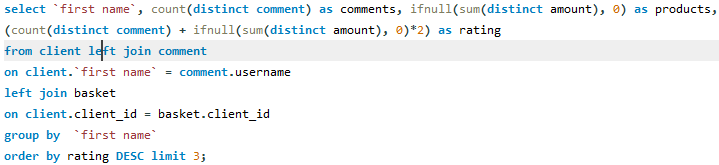 select `first name`, count(distinct comment) as comments, ifnull(sum(distinct amount), 0) as products,
(count(distinct comment) + ifnull(sum(distinct amount), 0)*2) as rating
from client left join comment
on client.`first name` = comment.username
left join basket
on client.client_id = basket.client_id
group by  `first name`
order by rating DESC limit 3;